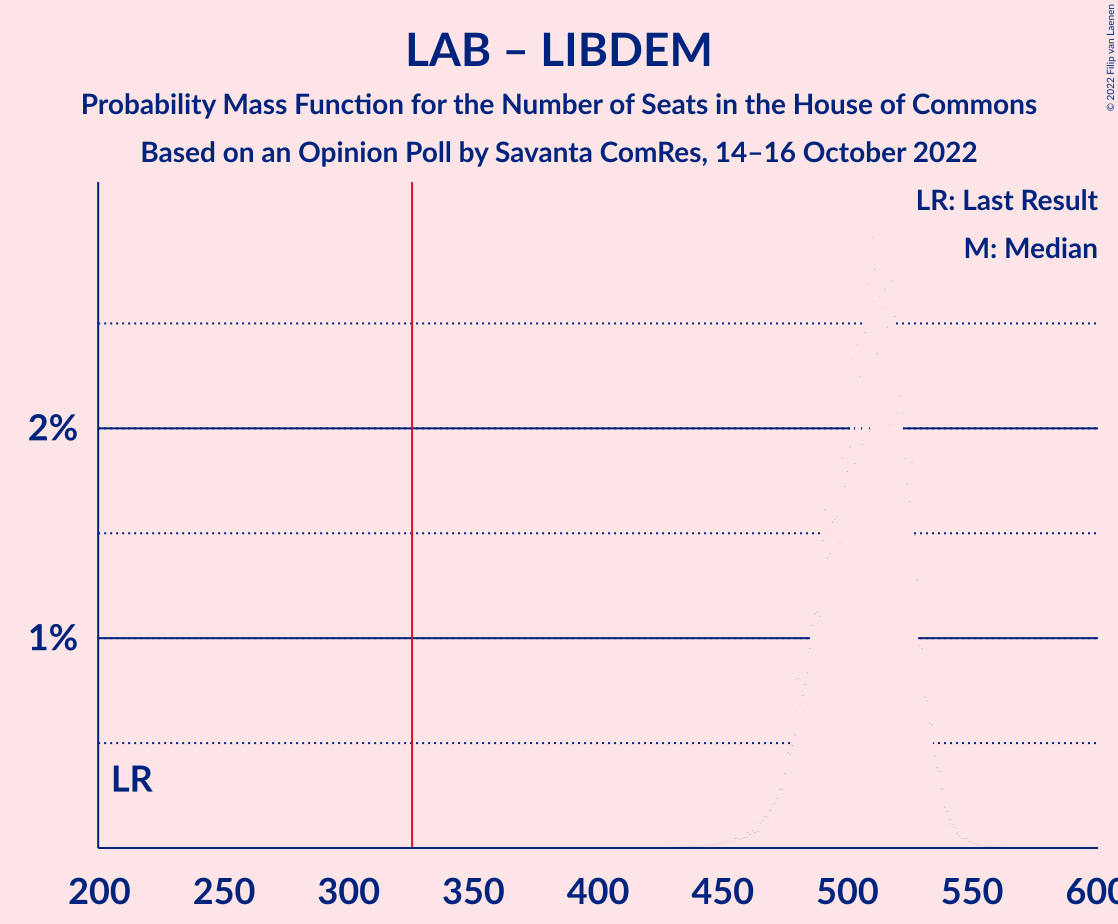 LAB – LIBDEM
Probability Mass Function for the Number of Seats in the House of Commons
Based on an Opinion Poll by Savanta ComRes, 14–16 October 2022
© 2022 Filip van Laenen
LR: Last Result
M: Median
2%
1%
LR
200 250 300 350 400 450 500 550 600